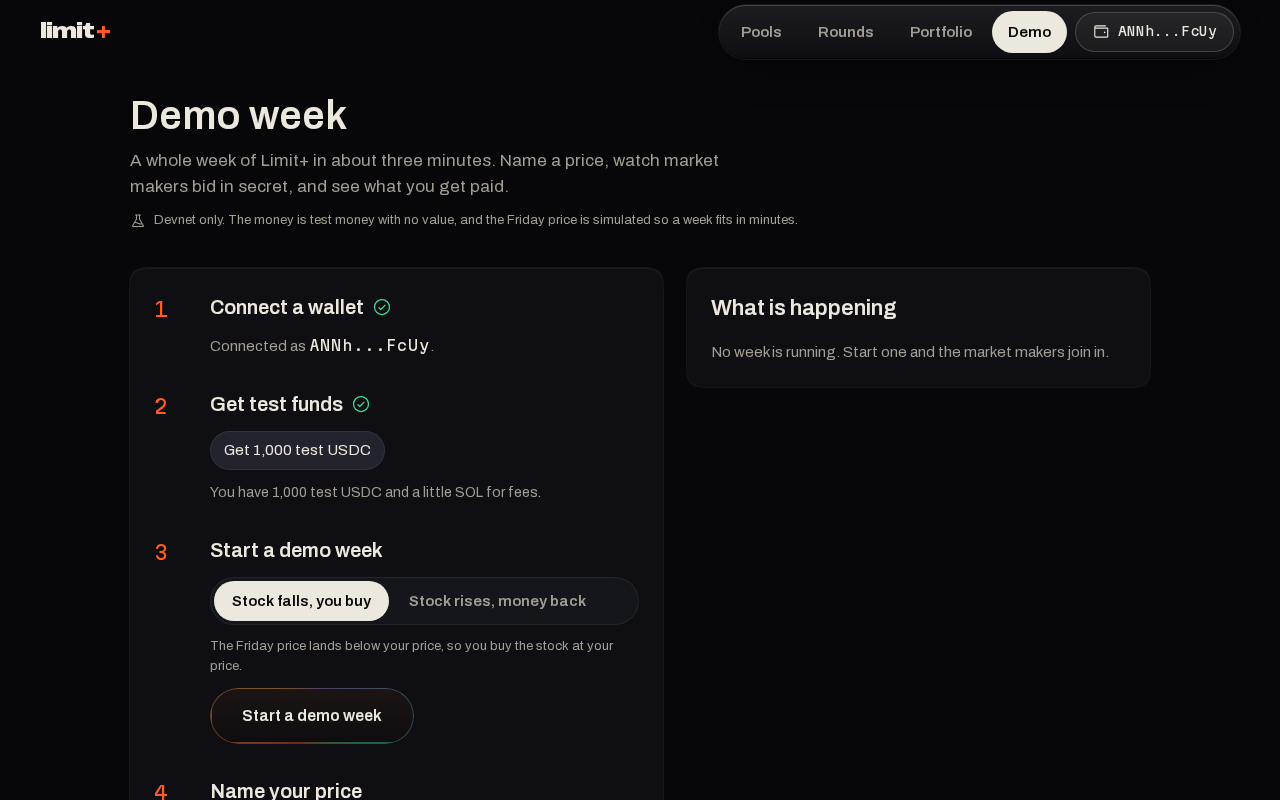 limit+
Pools
Rounds
Portfolio
Demo
ANNh...FcUy
Demo week
A whole week of Limit+ in about three minutes. Name a price, watch market
makers bid in secret, and see what you get paid.
Devnet only. The money is test money with no value, and the Friday price is simulated so a week fits in minutes.
1
Connect a wallet
Connected as ANNh...FcUy.
2
Get test funds
Get 1,000 test USDC
You have 1,000 test USDC and a little SOL for fees.
3
Start a demo week
Stock falls, you buy
Stock rises, money back
The Friday price lands below your price, so you buy the stock at your
price.
Start a demo week
4
Name your price
What is happening
No week is running. Start one and the market makers join in.